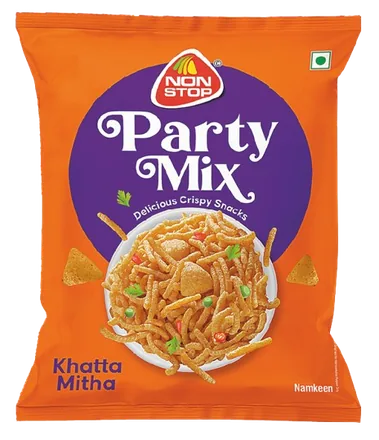 NON
STOP
Party
Mix
Delicious Crispy Snacks
Khatta
Mitha
Namkeen